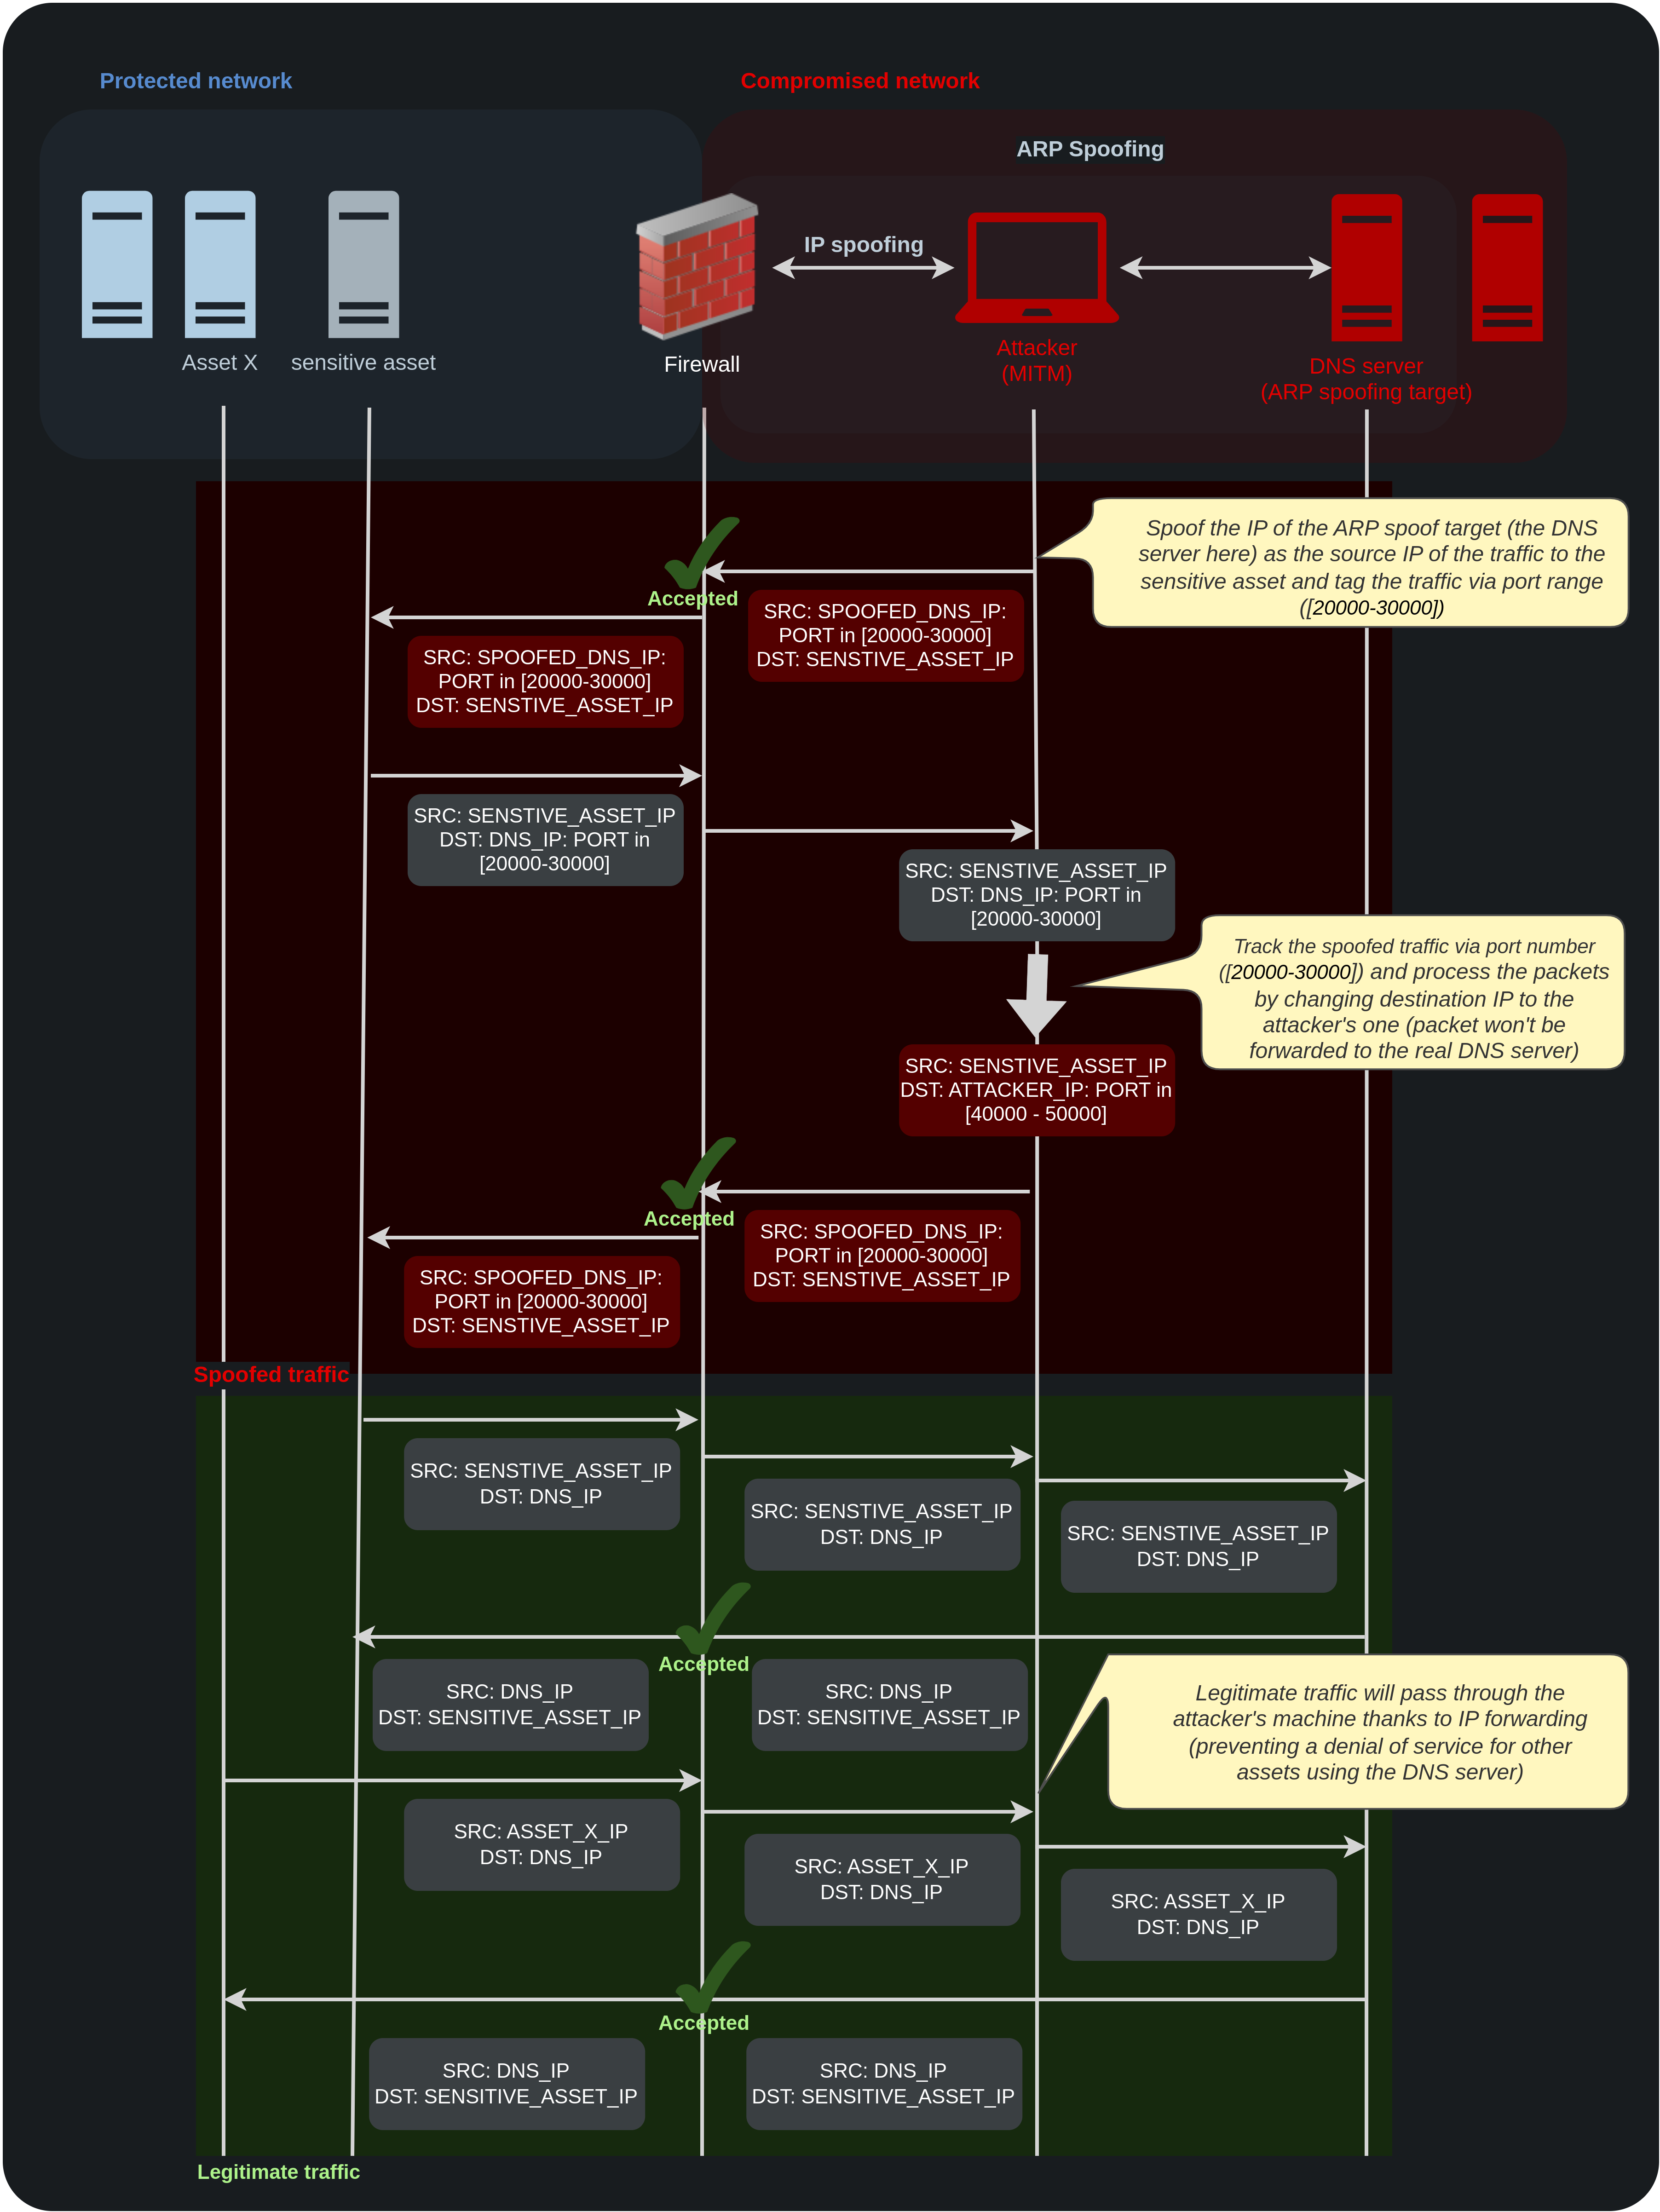 Protected network
Compromised network
ARP Spoofing
IP spoofing
Asset X
sensitive asset
Firewall
Attacker
(MITM)
DNS server
(ARP spoofing target)
Spoof the IP of the ARP spoof target (the DNS
server here) as the source IP of the traffic to the
sensitive asset and tag the traffic via port range
([20000-30000])
Accepted
SRC: SPOOFED_DNS_IP:
PORT in [20000-30000]
DST: SENSTIVE_ASSET_IP
SRC: SPOOFED_DNS_IP:
PORT in [20000-30000]
DST: SENSTIVE_ASSET_IP
SRC: SENSTIVE_ASSET_IP
DST: DNS_IP: PORT in
[20000-30000]
SRC: SENSTIVE_ASSET_IP
DST: DNS_IP: PORT in
[20000-30000]
Track the spoofed traffic via port number
([20000-30000]) and process the packets
by changing destination IP to the
attacker's one (packet won't be
forwarded to the real DNS server)
SRC: SENSTIVE_ASSET_IP
DST: ATTACKER_IP: PORT in
[40000 - 50000]
Accepted
SRC: SPOOFED_DNS_IP:
PORT in [20000-30000]
DST: SENSTIVE_ASSET_IP
SRC: SPOOFED_DNS_IP:
PORT in [20000-30000]
DST: SENSTIVE_ASSET_IP
Spoofed traffic
SRC: SENSTIVE_ASSET_IP
DST: DNS_IP
SRC: SENSTIVE_ASSET_IP
DST: DNS_IP
SRC: SENSTIVE_ASSET_IP
DST: DNS_IP
Accepted
SRC: DNS_IP
DST: SENSITIVE_ASSET_IP
SRC: DNS_IP
DST: SENSITIVE_ASSET_IP
Legitimate traffic will pass through the
attacker's machine thanks to IP forwarding
(preventing a denial of service for other
assets using the DNS server)
SRC: ASSET_X_IP
DST: DNS_IP
SRC: ASSET_X_IP
DST: DNS_IP
SRC: ASSET_X_IP
DST: DNS_IP
Accepted
SRC: DNS_IP
DST: SENSITIVE_ASSET_IP
SRC: DNS_IP
DST: SENSITIVE_ASSET_IP
Legitimate traffic